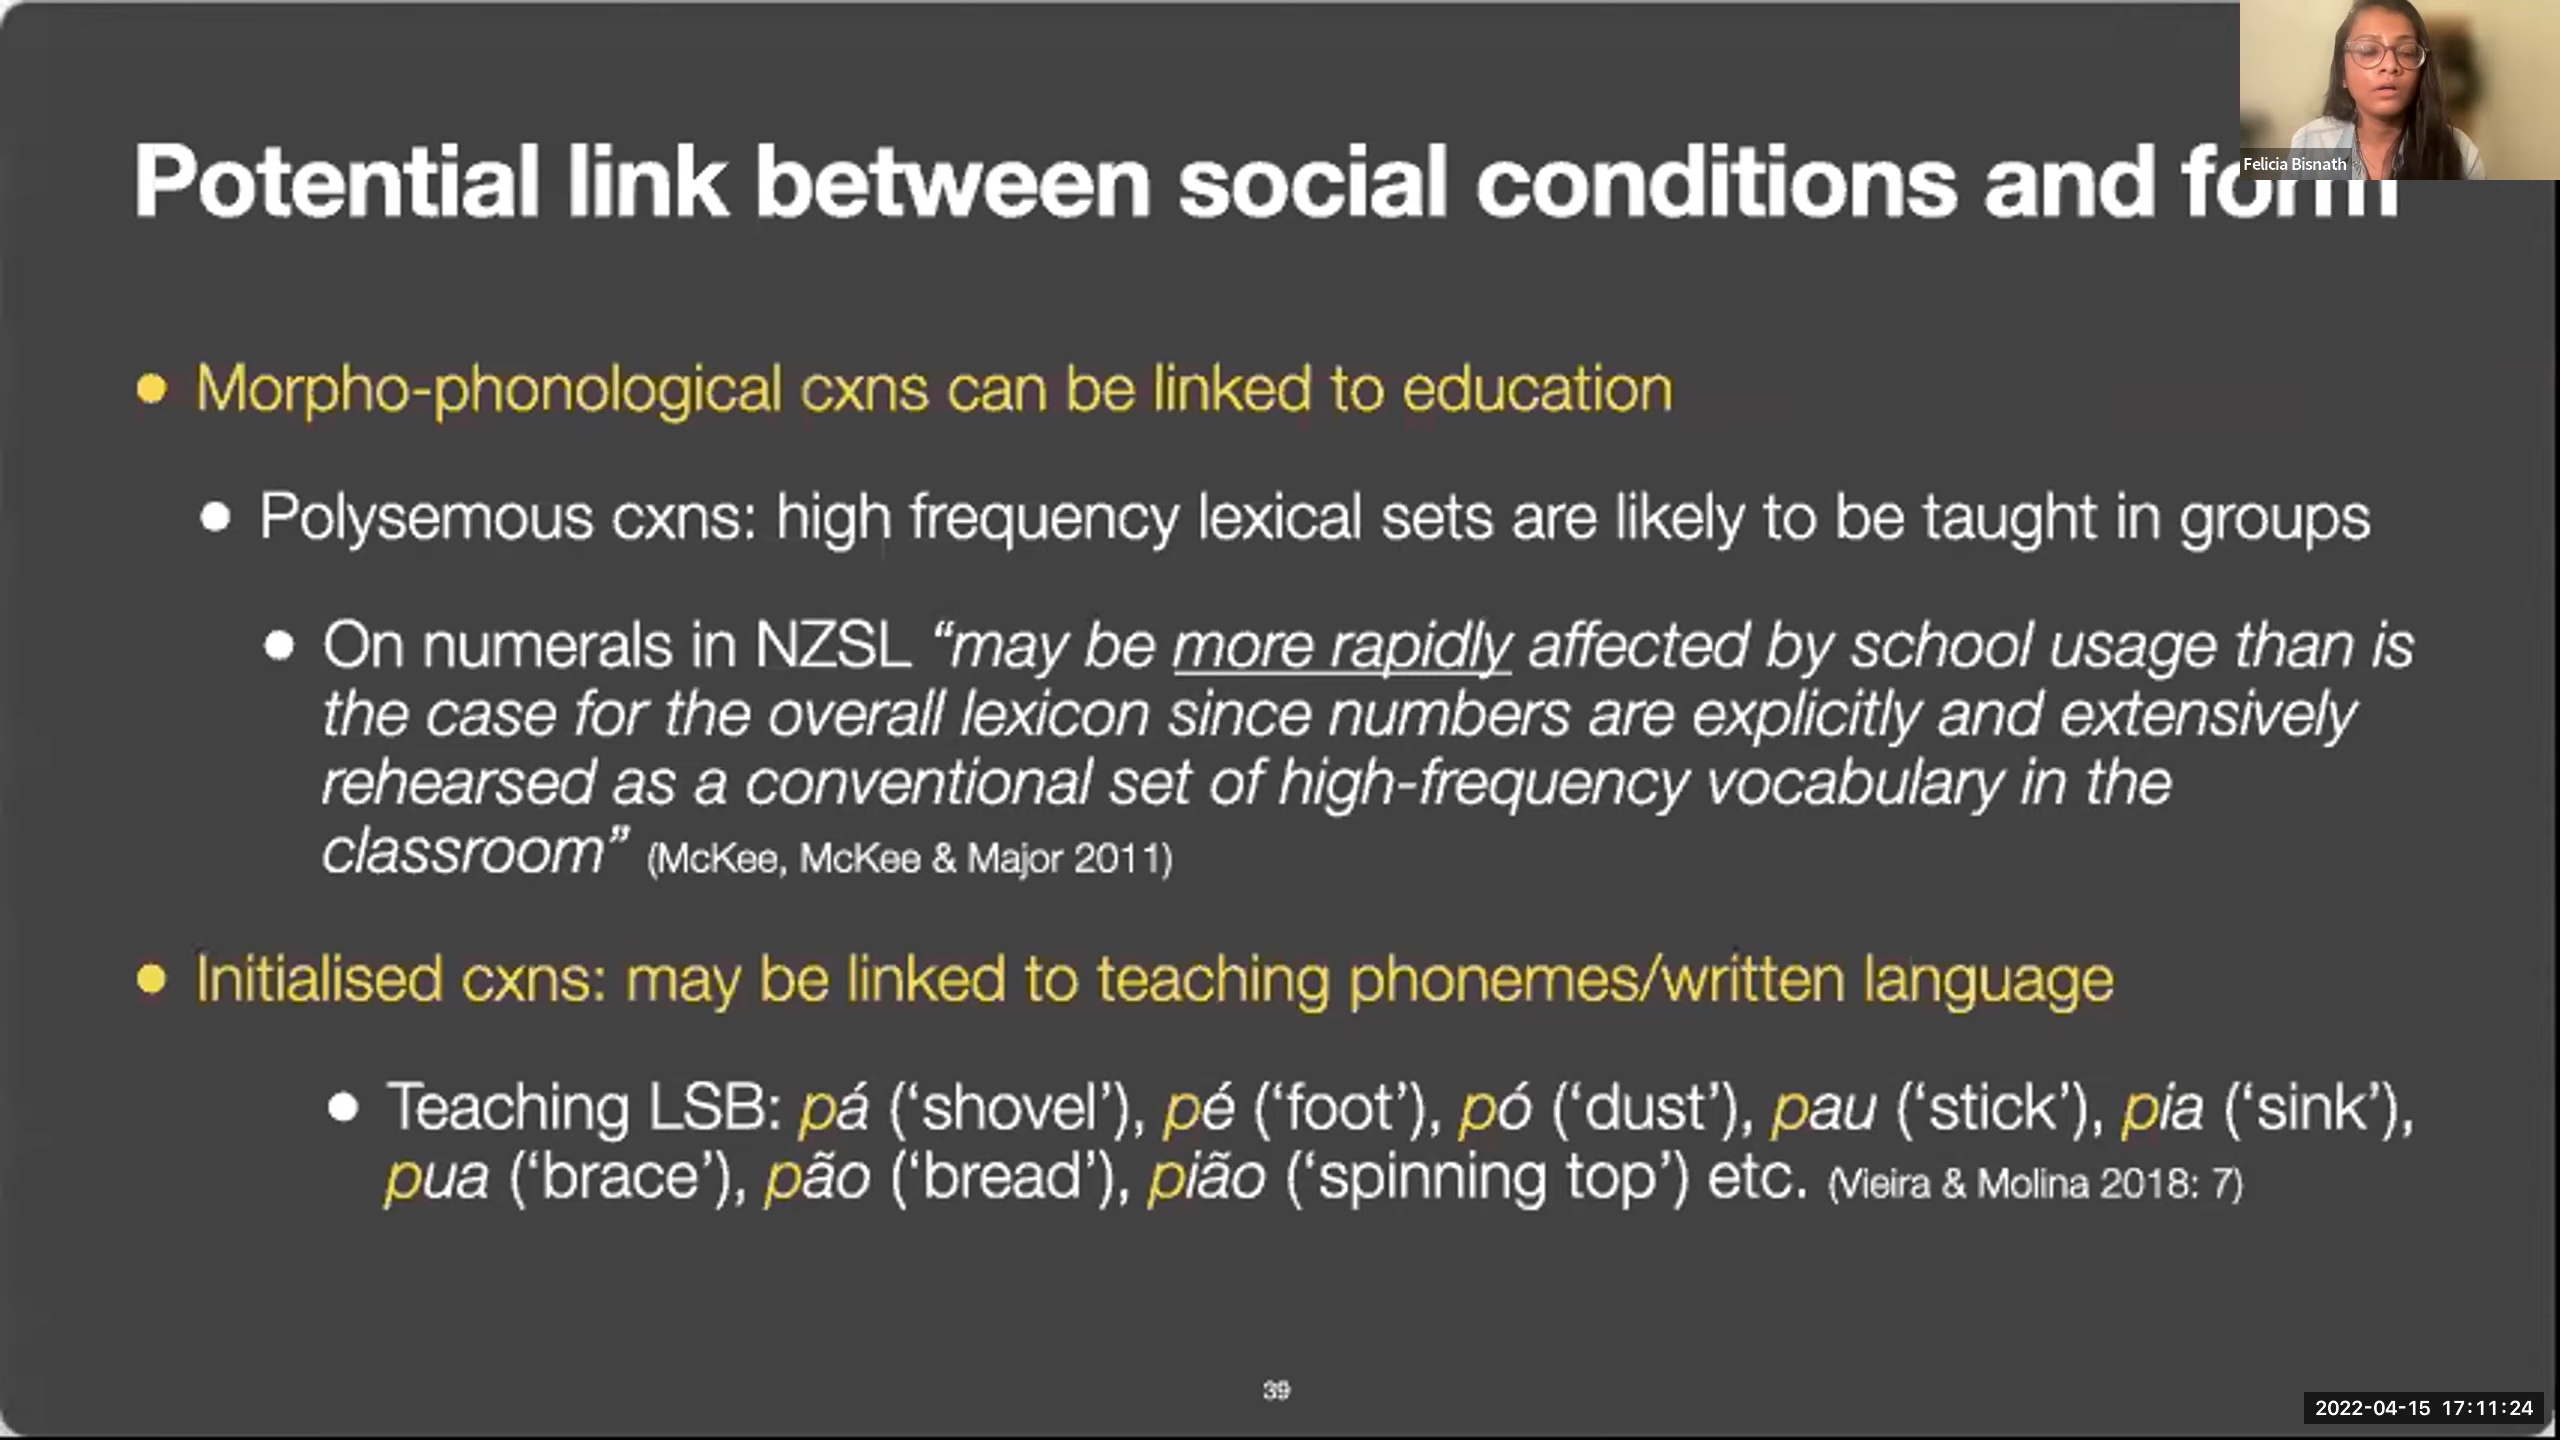 Felicia Bisnath
Potential link between social conditions and form
• Morpho-phonological cxns can be linked to education
• Polysemous cxns: high frequency lexical sets are likely to be taught in groups
• On numerals in NZSL “may be more rapidly affected by school usage than is
the case for the overall lexicon since numbers are explicitly and extensively
rehearsed as a conventional set of high-frequency vocabulary in the
classroom” (McKee, McKee & Major 2011)
• Initialised cxns: may be linked to teaching phonemes/written language
• Teaching LSB: pá (‘shovel’), pé (‘foot’), pó (‘dust’), pau (‘stick’), pia (‘sink’),
pua (‘brace’), pão (‘bread’), pião (‘spinning top’) etc. (Vieira & Molina 2018: 7)
39
2022-04-15 17:11:24